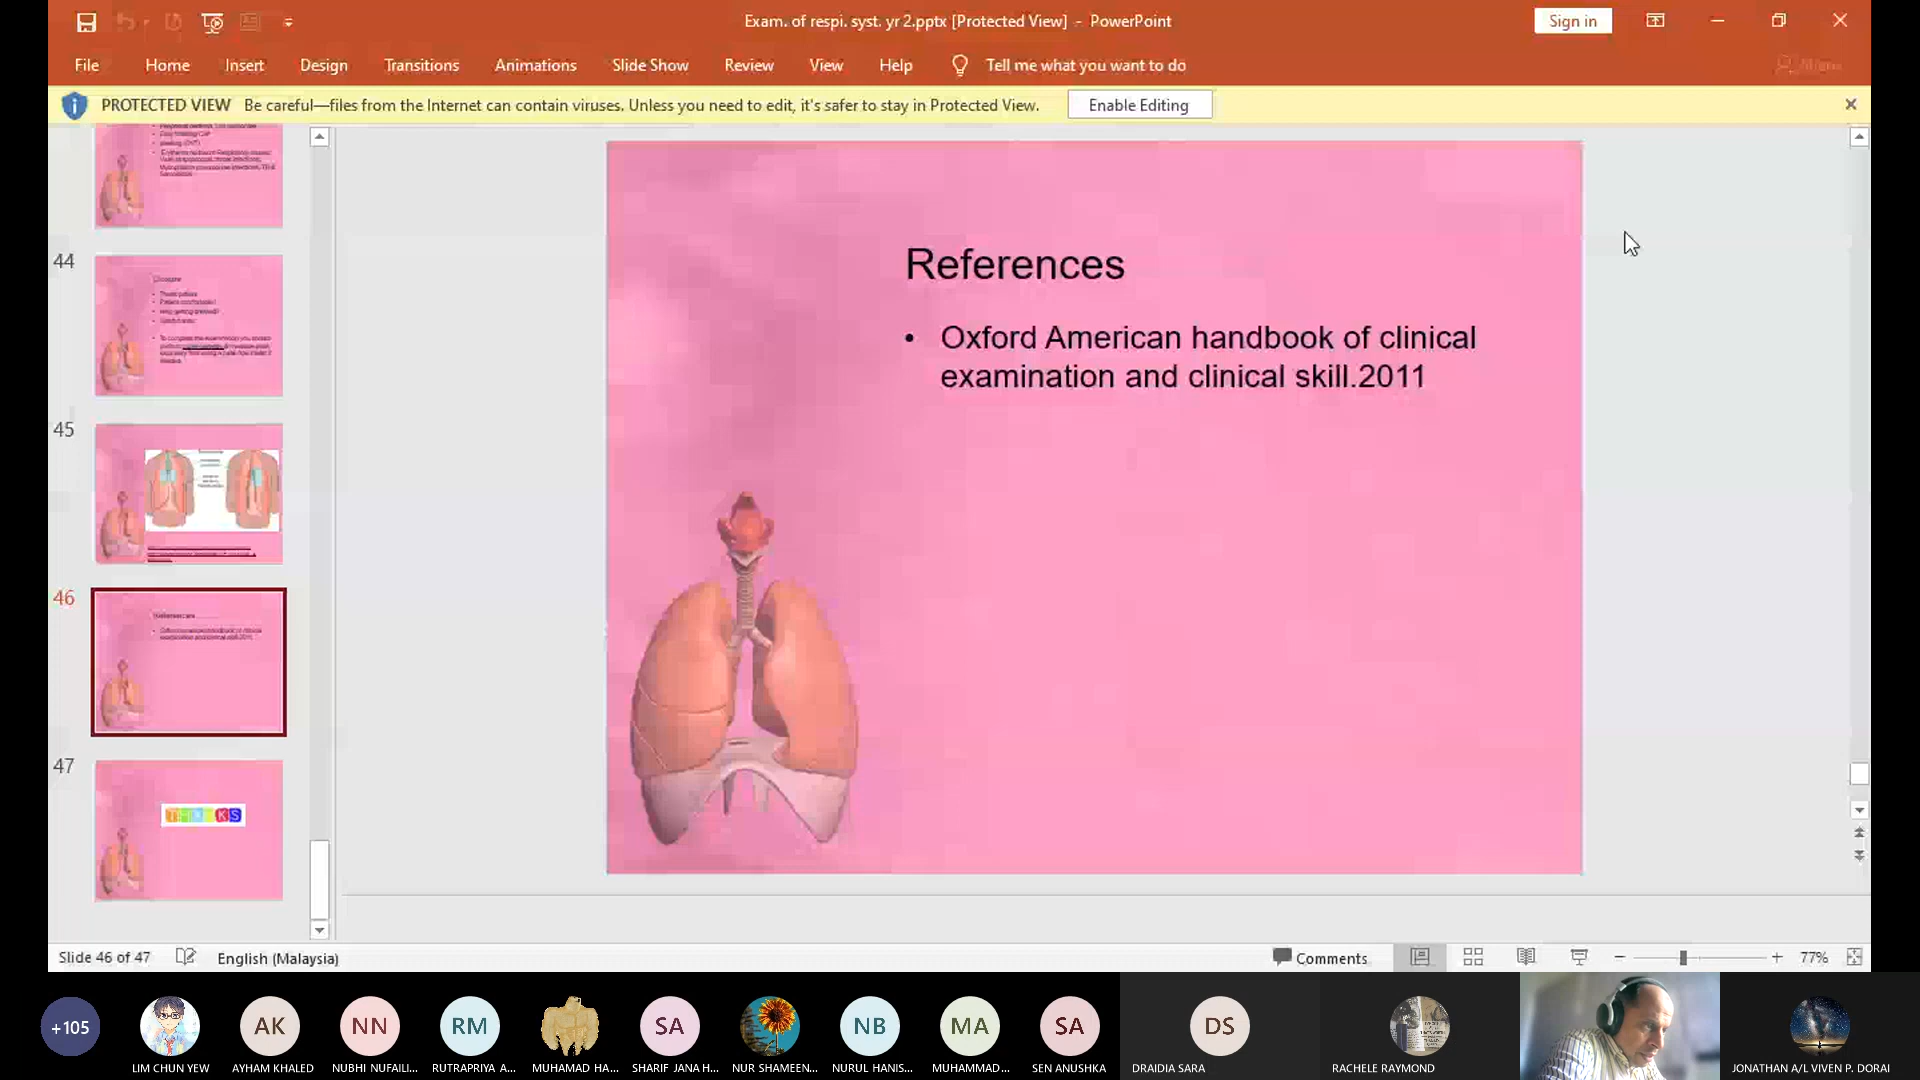 Exam. of respi. syst. yr 2.pptx [Protected View] - PowerPoint
Sign in
File Home Insert Design Transitions Animations Slide Show Review View Help Tell me what you want to do
PROTECTED VIEW Be careful—files from the Internet can contain viruses. Unless you need to edit, it's safer to stay in Protected View. Enable Editing
44
45
46
47
References
• Oxford American handbook of clinical
examination and clinical skill.2011
THANKS
Slide 46 of 47 English (Malaysia) Comments 77%
+105 AK NN RM SA NB MA SA DS
LIM CHUN YEW AYHAM KHALED NUBHI NUFAILI... RUTRAPRIYA A... MUHAMAD HA... SHARIF JANA H... NUR SHAMEEN... NURUL HANIS... MUHAMMAD... SEN ANUSHKA DRAIDIA SARA RACHELE RAYMOND JONATHAN A/L VIVEN P. DORAI